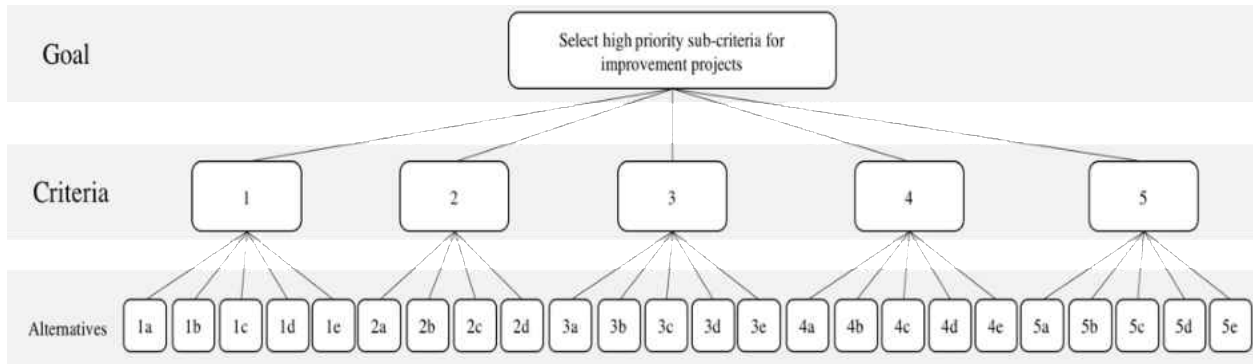 Goal
Select high priority sub-criteria for
improvement projects
Criteria
1
2
3
4
5
Alternatives
1a
1b
1c
1d
1e
2a
2b
2c
2d
3a
3b
3c
3d
3e
4a
4b
4c
4d
4e
5a
5b
5c
5d
5e